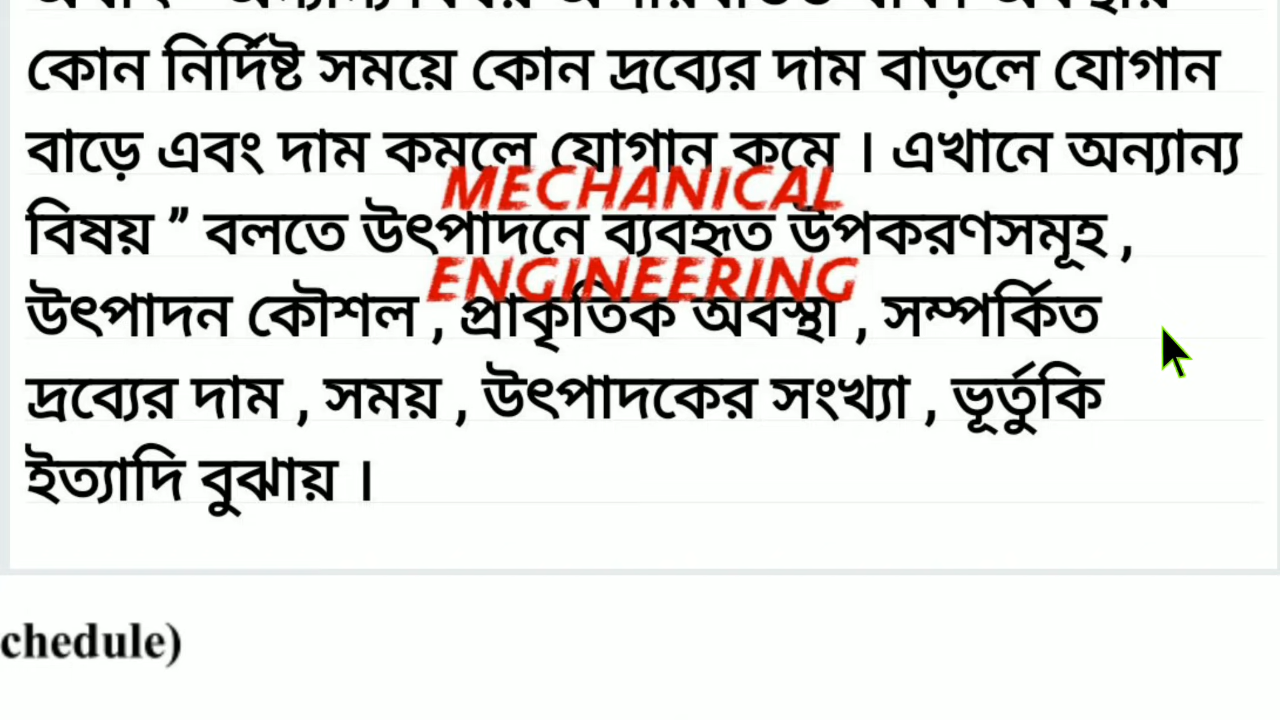 কোন নির্দিষ্ট সময়ে কোন দ্রব্যের দাম বাড়লে যোগান
বাড়ে এবং দাম কমলে যোগান কমে । এখানে অন্যান্য
MECHANICAL
বিষয় ” বলতে উৎপাদনে ব্যবহৃত উপকরণসমূহ ,
ENGINEERING
উৎপাদন কৌশল , প্রাকৃতিক অবস্থা , সম্পর্কিত
দ্রব্যের দাম , সময় , উৎপাদকের সংখ্যা , ভূর্তুকি
ইত্যাদি বুঝায় ।
chedule)